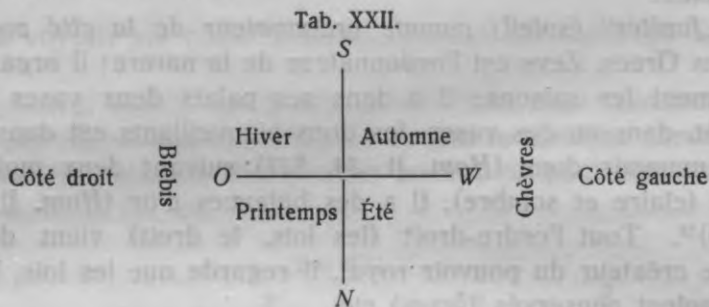 Tab. XXII.
S
Hiver Automne
Côté droit Brebis O W Chèvres Côté gauche
Printemps Été
N